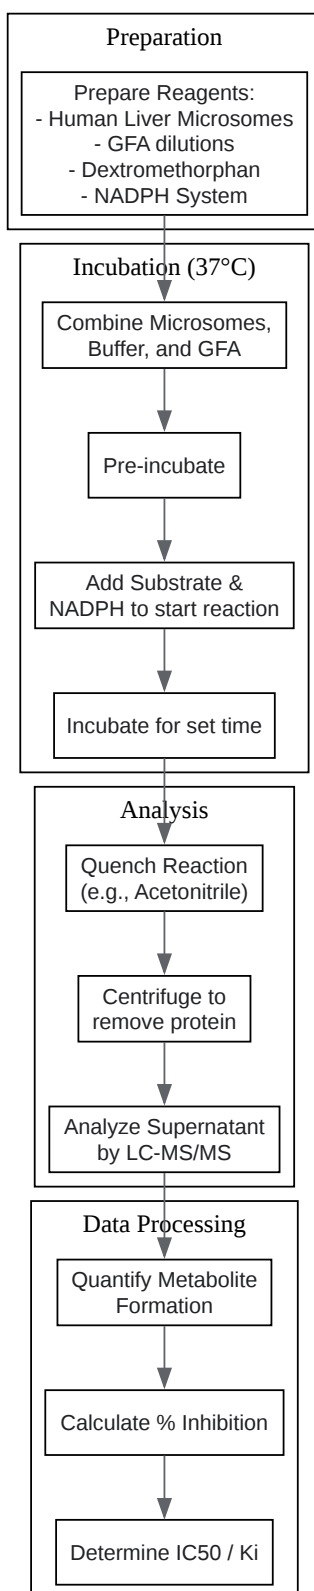 Preparation
Prepare Reagents:
- Human Liver Microsomes
- GFA dilutions
- Dextromethorphan
- NADPH System
Incubation (37°C)
Combine Microsomes,
Buffer, and GFA
Pre-incubate
Add Substrate &
NADPH to start reaction
Incubate for set time
Analysis
Quench Reaction
(e.g., Acetonitrile)
Centrifuge to
remove protein
Analyze Supernatant
by LC-MS/MS
Data Processing
Quantify Metabolite
Formation
Calculate % Inhibition
Determine IC50 / Ki